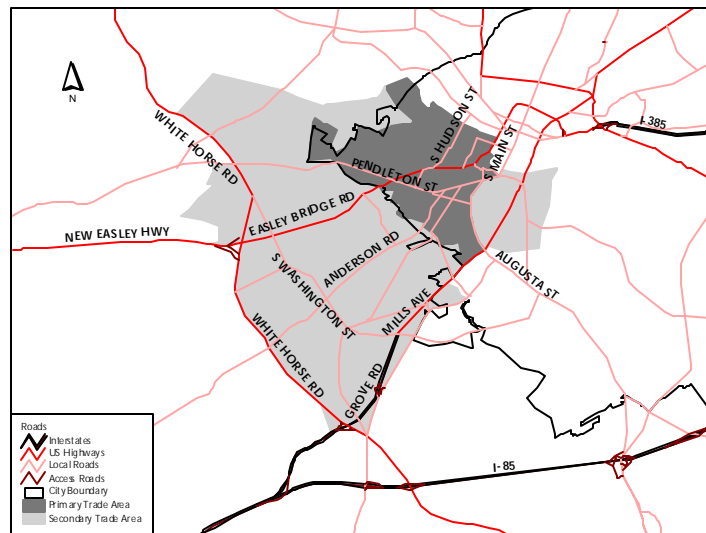 N
I-385
S HUDSON ST
S MAIN ST
WHITE HORSE RD
PENDLETON ST
EASLEY BRIDGE RD
NEW EASLEY HWY
ANDERSON RD
S WASHINGTON ST
AUGUSTA ST
MILLS AVE
WHITE HORSE RD
GROVE RD
I-85
Roads
Interstates
US Highways
Local Roads
Access Roads
City Boundary
Primary Trade Area
Secondary Trade Area